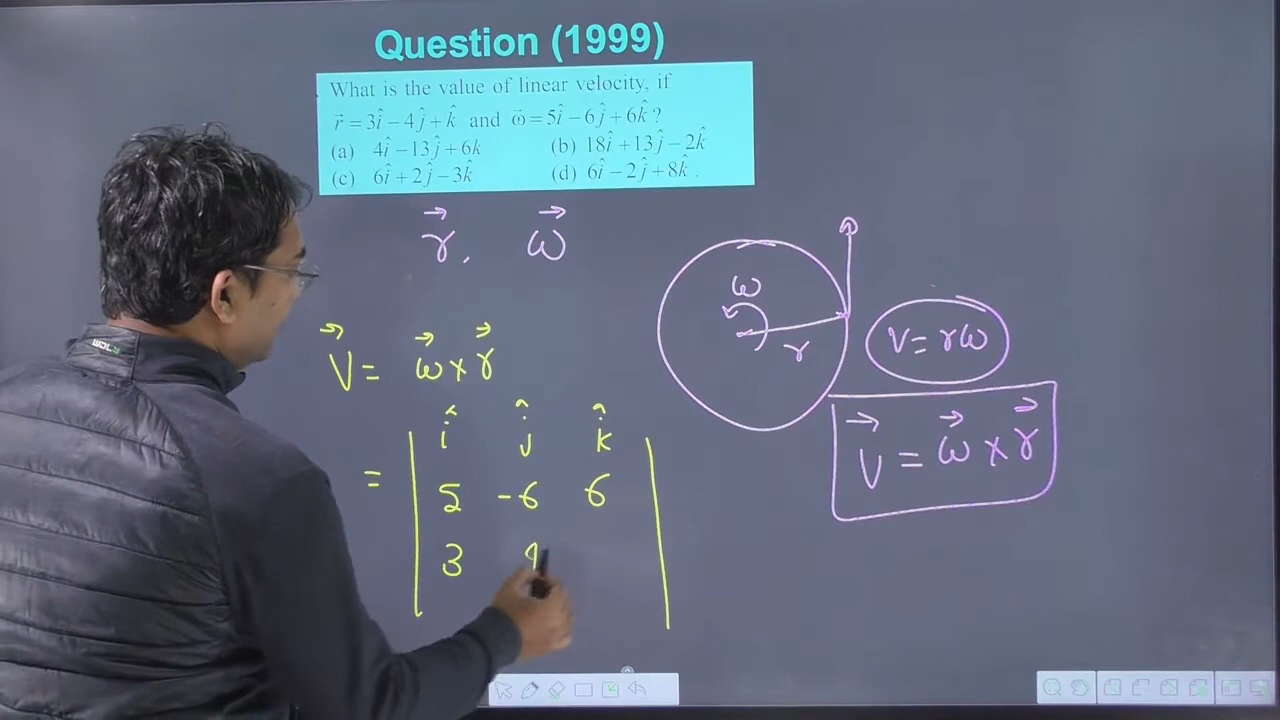 Question (1999)
What is the value of linear velocity, if
r⃗ = 3î − 4ĵ + k̂ and ω⃗ = 5î − 6ĵ + 6k̂ ?
(a) 4î − 13ĵ + 6k (b) 18î + 13ĵ − 2k̂
(c) 6î + 2ĵ − 3k̂ (d) 6î − 2ĵ + 8k̂ .
r⃗, ω⃗
ω
r
V = rω
V⃗ = ω⃗ × r⃗
V⃗ = ω⃗ × r⃗
= | î ĵ k̂ |
5 -6 6
3